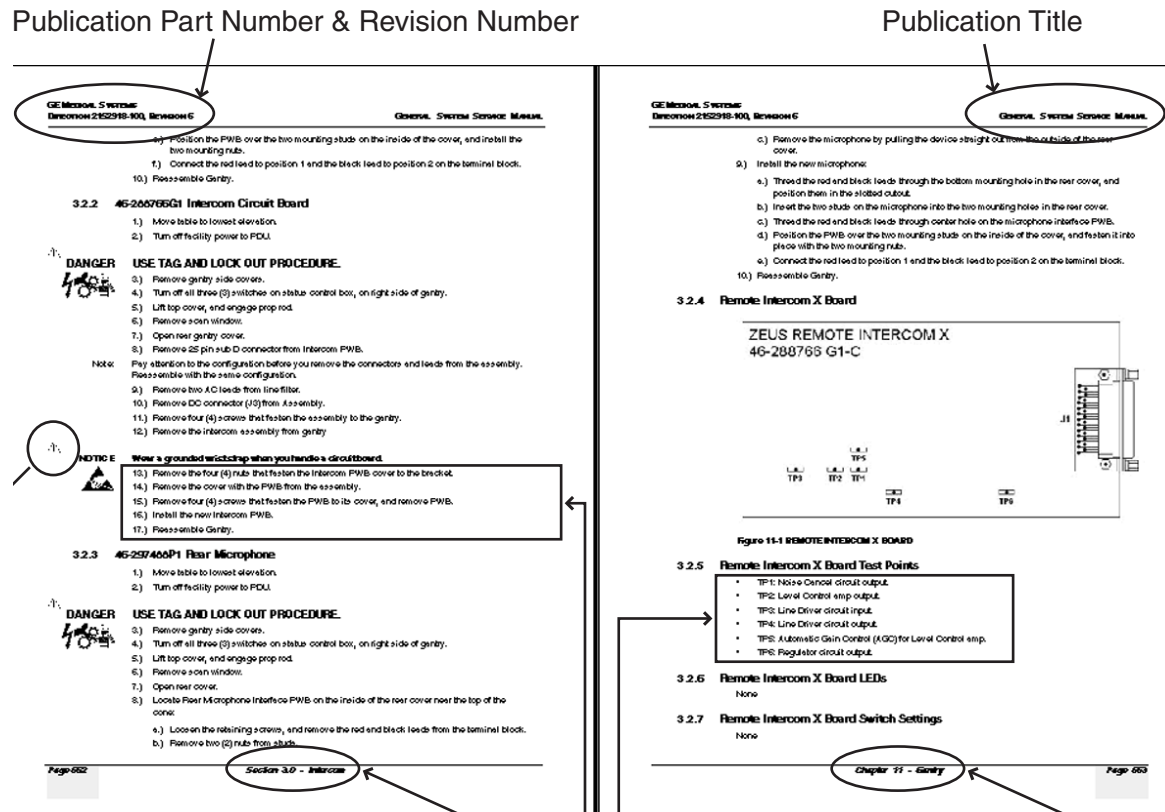 Publication Part Number & Revision Number
Publication Title
GE MEDICAL SYSTEMS
DIRECTION 2152918-100, REVISION 6
GENERAL SYSTEM SERVICE MANUAL
e.) Position the PWB over the two mounting studs on the inside of the cover, and install the
two mounting nuts.
f.) Connect the red lead to position 1 and the black lead to position 2 on the terminal block.
10.) Reassemble Gantry.
3.2.2 46-288766G1 Intercom Circuit Board
1.) Move table to lowest elevation.
2.) Turn off facility power to PDU.
DANGER USE TAG AND LOCK OUT PROCEDURE.
3.) Remove gantry side covers.
4.) Turn off all three (3) switches on status control box, on right side of gantry.
5.) Lift top cover, and engage prop rod.
6.) Remove scan window.
7.) Open rear gantry cover.
8.) Remove 25 pin sub D connector from Intercom PWB.
Note: Pay attention to the configuration before you remove the connectors and leads from the assembly.
Reassemble with the same configuration.
9.) Remove two AC leads from line filter.
10.) Remove DC connector (J3) from Assembly.
11.) Remove four (4) screws that fasten the assembly to the gantry.
12.) Remove the intercom assembly from gantry
NOTICE Wear a grounded wriststrap when you handle a circuit board.
13.) Remove the four (4) nuts that fasten the Intercom PWB cover to the bracket.
14.) Remove the cover with the PWB from the assembly.
15.) Remove four (4) screws that fasten the PWB to its cover, and remove PWB.
16.) Install the new Intercom PWB.
17.) Reassemble Gantry.
3.2.3 46-297488P1 Rear Microphone
1.) Move table to lowest elevation.
2.) Turn off facility power to PDU.
DANGER USE TAG AND LOCK OUT PROCEDURE.
3.) Remove gantry side covers.
4.) Turn off all three (3) switches on status control box, on right side of gantry.
5.) Lift top cover, and engage prop rod.
6.) Remove scan window.
7.) Open rear cover.
8.) Locate Rear Microphone Interface PWB on the inside of the rear cover near the top of the
cone:
a.) Loosen the retaining screws, and remove the red and black leads from the terminal block.
b.) Remove two (2) nuts from studs.
Page 552
Section 3.0 - Intercom
GE MEDICAL SYSTEMS
DIRECTION 2152918-100, REVISION 6
GENERAL SYSTEM SERVICE MANUAL
c.) Remove the microphone by pulling the device straight out from the outside of the rear
cover.
9.) Install the new microphone:
a.) Thread the red and black leads through the bottom mounting hole in the rear cover, and
position them in the slotted cutout.
b.) Insert the two studs on the microphone into the two mounting holes in the rear cover.
c.) Thread the red and black leads through center hole on the microphone interface PWB.
d.) Position the PWB over the two mounting studs on the inside of the cover, and fasten it into
place with the two mounting nuts.
e.) Connect the red lead to position 1 and the black lead to position 2 on the terminal block.
10.) Reassemble Gantry.
3.2.4 Remote Intercom X Board
ZEUS REMOTE INTERCOM X
46-288766 G1-C
J1
TP5
TP3 TP2 TP1
TP4 TP6
Figure 11-1 REMOTE INTERCOM X BOARD
3.2.5 Remote Intercom X Board Test Points
• TP1: Noise Cancel circuit output.
• TP2: Level Control amp output.
• TP3: Line Driver circuit input.
• TP4: Line Driver circuit output.
• TP5: Automatic Gain Control (AGC) for Level Control amp.
• TP6: Regulator circuit output.
3.2.6 Remote Intercom X Board LEDs
None
3.2.7 Remote Intercom X Board Switch Settings
None
Chapter 11 - Gantry
Page 553